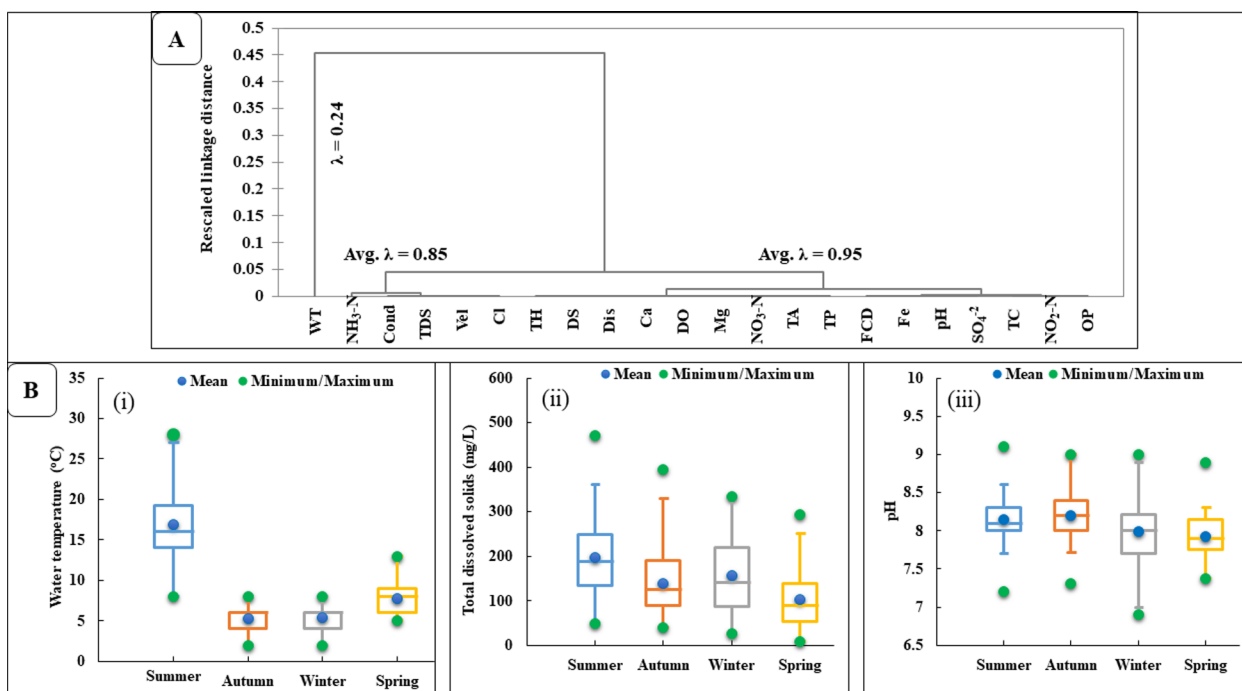 A
Rescaled linkage distance
0.5
0.45
0.4
0.35
0.3
0.25
0.2
0.15
0.1
0.05
0
λ = 0.24
Avg. λ = 0.85
Avg. λ = 0.95
WT
NH₃-N
Cond
TDS
Vel
Cl
TH
DS
Dis
Ca
DO
Mg
NO₃-N
TA
TP
FCD
Fe
pH
SO₄⁻²
TC
NO₂-N
OP
B
(i)
Mean
Minimum/Maximum
Water temperature (°C)
35
30
25
20
15
10
5
0
Summer
Autumn
Winter
Spring
(ii)
Mean
Minimum/Maximum
Total dissolved solids (mg/L)
600
500
400
300
200
100
0
Summer
Autumn
Winter
Spring
(iii)
Mean
Minimum/Maximum
pH
10
9.5
9
8.5
8
7.5
7
6.5
Summer
Autumn
Winter
Spring